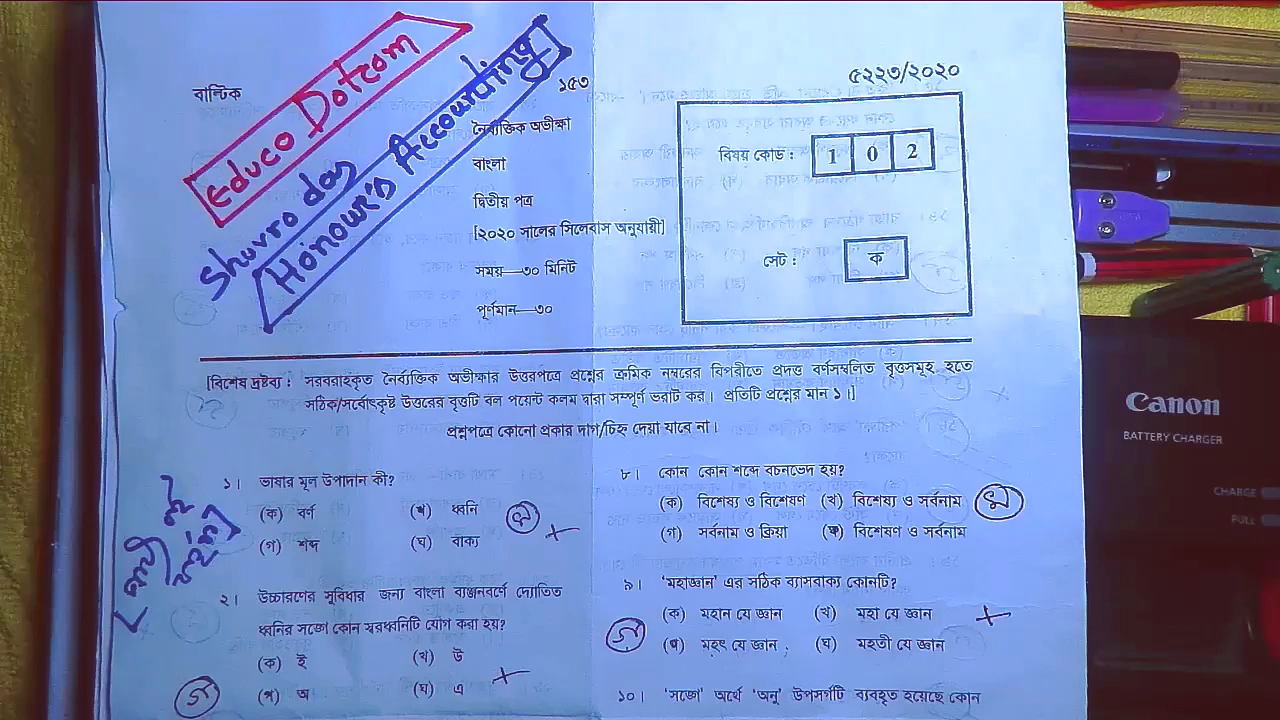 Educo Dotcom
Shuvro das
Honour's Accounting
বান্টিক
১৫৩
৫২২৩/২০২০
নৈর্ব্যক্তিক অভীক্ষা
বাংলা
দ্বিতীয় পত্র
[২০২০ সালের সিলেবাস অনুযায়ী]
সময়—৩০ মিনিট
পূর্ণমান—৩০
বিষয় কোড : 1 0 2
সেট : ক
[বিশেষ দ্রষ্টব্য : সরবরাহকৃত নৈর্ব্যক্তিক অভীক্ষার উত্তরপত্রে প্রশ্নের ক্রমিক নম্বরের বিপরীতে প্রদত্ত বর্ণসম্বলিত বৃত্তসমূহ হতে
সঠিক/সর্বোৎকৃষ্ট উত্তরের বৃত্তটি বল পয়েন্ট কলম দ্বারা সম্পূর্ণ ভরাট কর। প্রতিটি প্রশ্নের মান ১।]
প্রশ্নপত্রে কোনো প্রকার দাগ/চিহ্ন দেয়া যাবে না।
১। ভাষার মূল উপাদান কী?
(ক) বর্ণ (খ) ধ্বনি
(গ) শব্দ (ঘ) বাক্য
২। উচ্চারণের সুবিধার জন্য বাংলা ব্যঞ্জনবর্ণে দ্যোতিত
ধ্বনির সঙ্গে কোন স্বরধ্বনিটি যোগ করা হয়?
(ক) ই (খ) উ
(গ) অ (ঘ) এ
গ
৮। কোন কোন শব্দে বচনভেদ হয়?
(ক) বিশেষ্য ও বিশেষণ (খ) বিশেষ্য ও সর্বনাম
(গ) সর্বনাম ও ক্রিয়া (ঘ) বিশেষণ ও সর্বনাম
৯। 'মহাজ্ঞান' এর সঠিক ব্যাসবাক্য কোনটি?
(ক) মহান যে জ্ঞান (খ) মহা যে জ্ঞান
(গ) মহৎ যে জ্ঞান (ঘ) মহতী যে জ্ঞান
গ
১০। 'সঙ্গে' অর্থে 'অনু' উপসর্গটি ব্যবহৃত হয়েছে কোন
Canon
BATTERY CHARGER
CHARGE
FULL